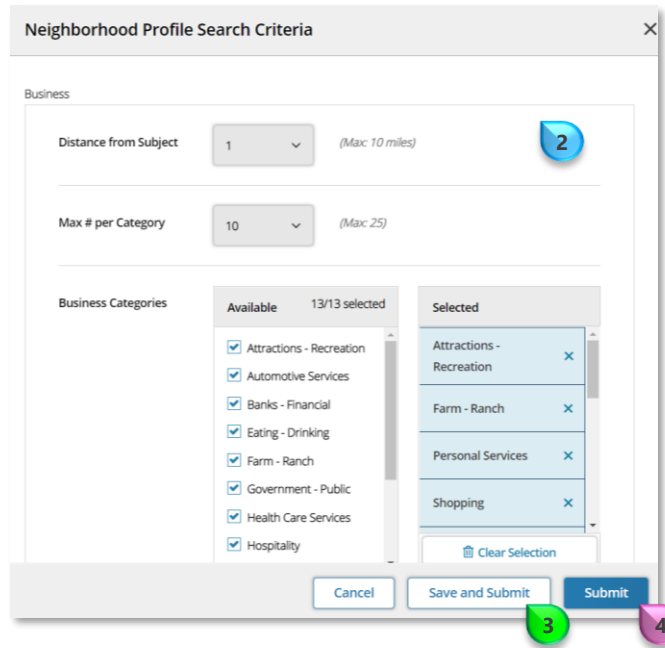 Neighborhood Profile Search Criteria
Business
Distance from Subject 1 (Max: 10 miles) 2
Max # per Category 10 (Max: 25)
Business Categories Available 13/13 selected Selected
Attractions - Recreation
Automotive Services
Banks - Financial
Eating - Drinking
Farm - Ranch
Government - Public
Health Care Services
Hospitality
Attractions -
Recreation
Farm - Ranch
Personal Services
Shopping
Clear Selection
Cancel Save and Submit Submit
3 4